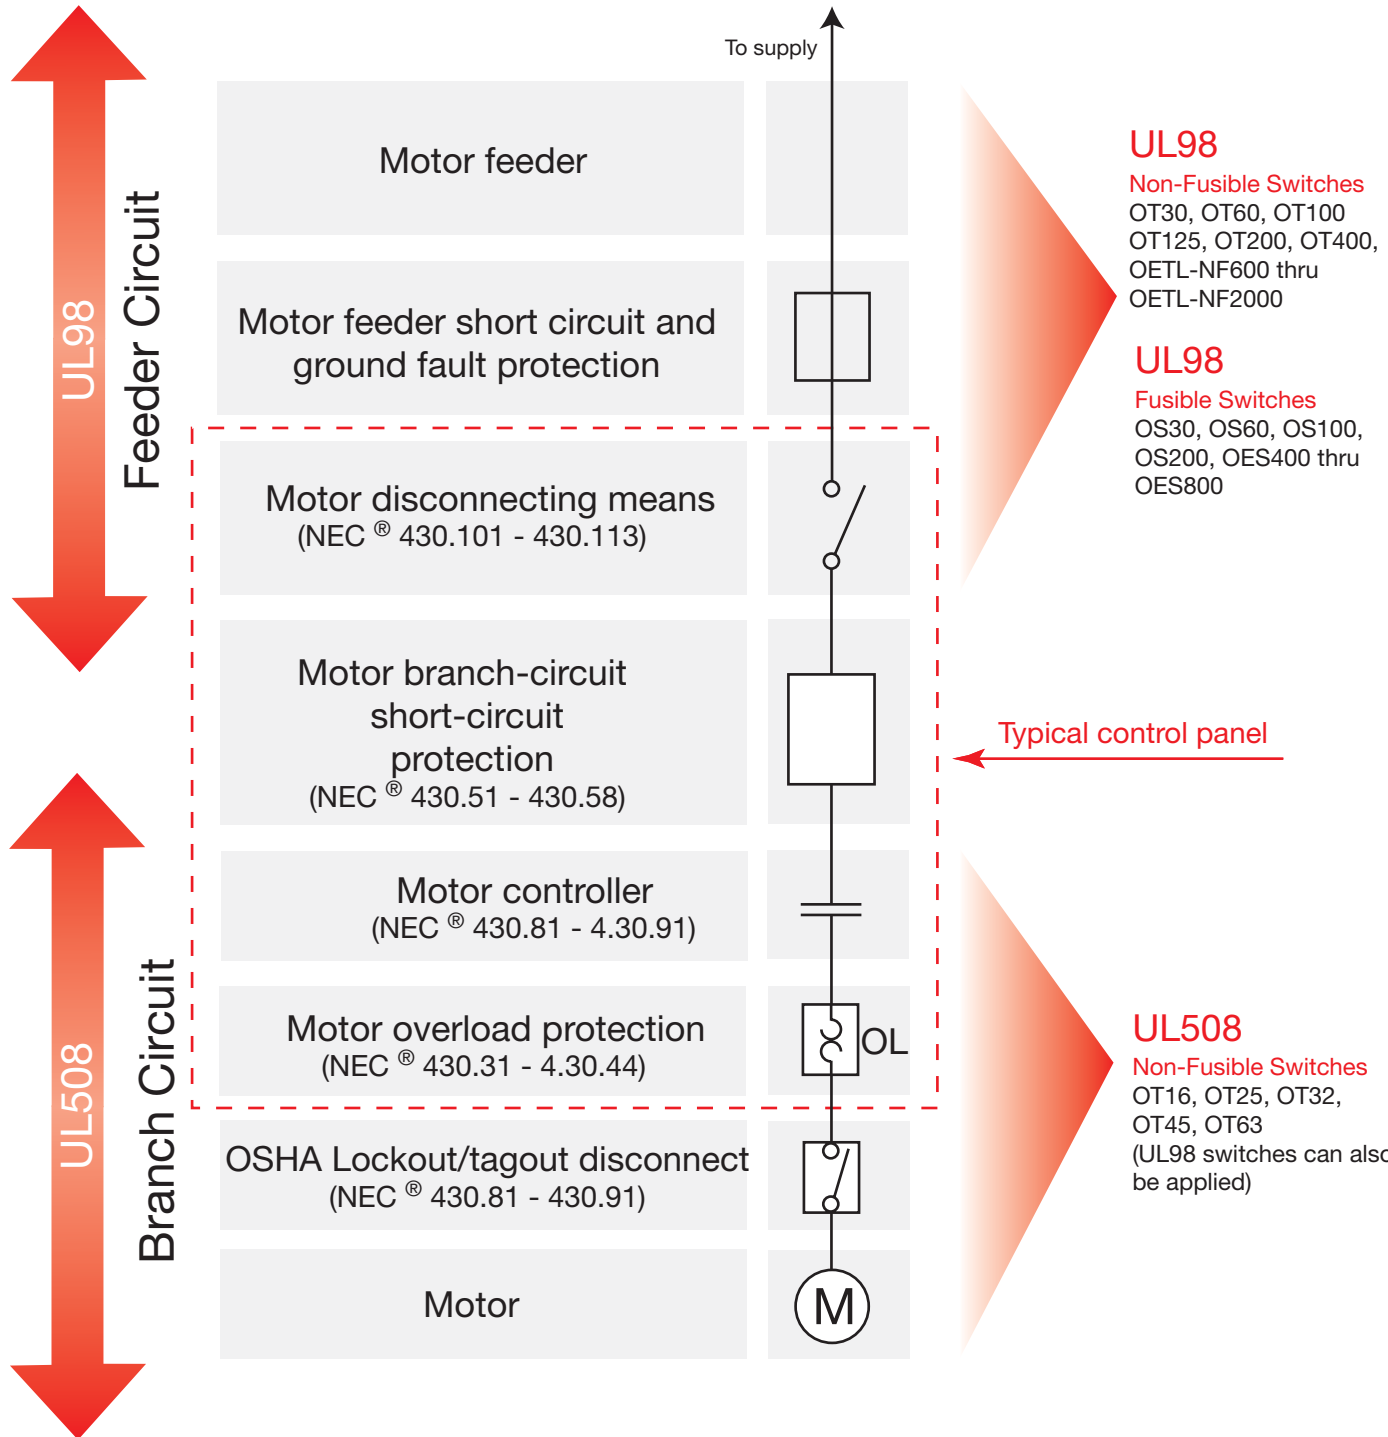 To supply
UL98
Feeder Circuit
Motor feeder
Motor feeder short circuit and
ground fault protection
Motor disconnecting means
(NEC ® 430.101 - 430.113)
Motor branch-circuit
short-circuit
protection
(NEC ® 430.51 - 430.58)
UL508
Branch Circuit
Motor controller
(NEC ® 430.81 - 4.30.91)
Motor overload protection
(NEC ® 430.31 - 4.30.44)
OL
OSHA Lockout/tagout disconnect
(NEC ® 430.81 - 430.91)
Motor
M
UL98
Non-Fusible Switches
OT30, OT60, OT100
OT125, OT200, OT400,
OETL-NF600 thru
OETL-NF2000
UL98
Fusible Switches
OS30, OS60, OS100,
OS200, OES400 thru
OES800
Typical control panel
UL508
Non-Fusible Switches
OT16, OT25, OT32,
OT45, OT63
(UL98 switches can also
be applied)